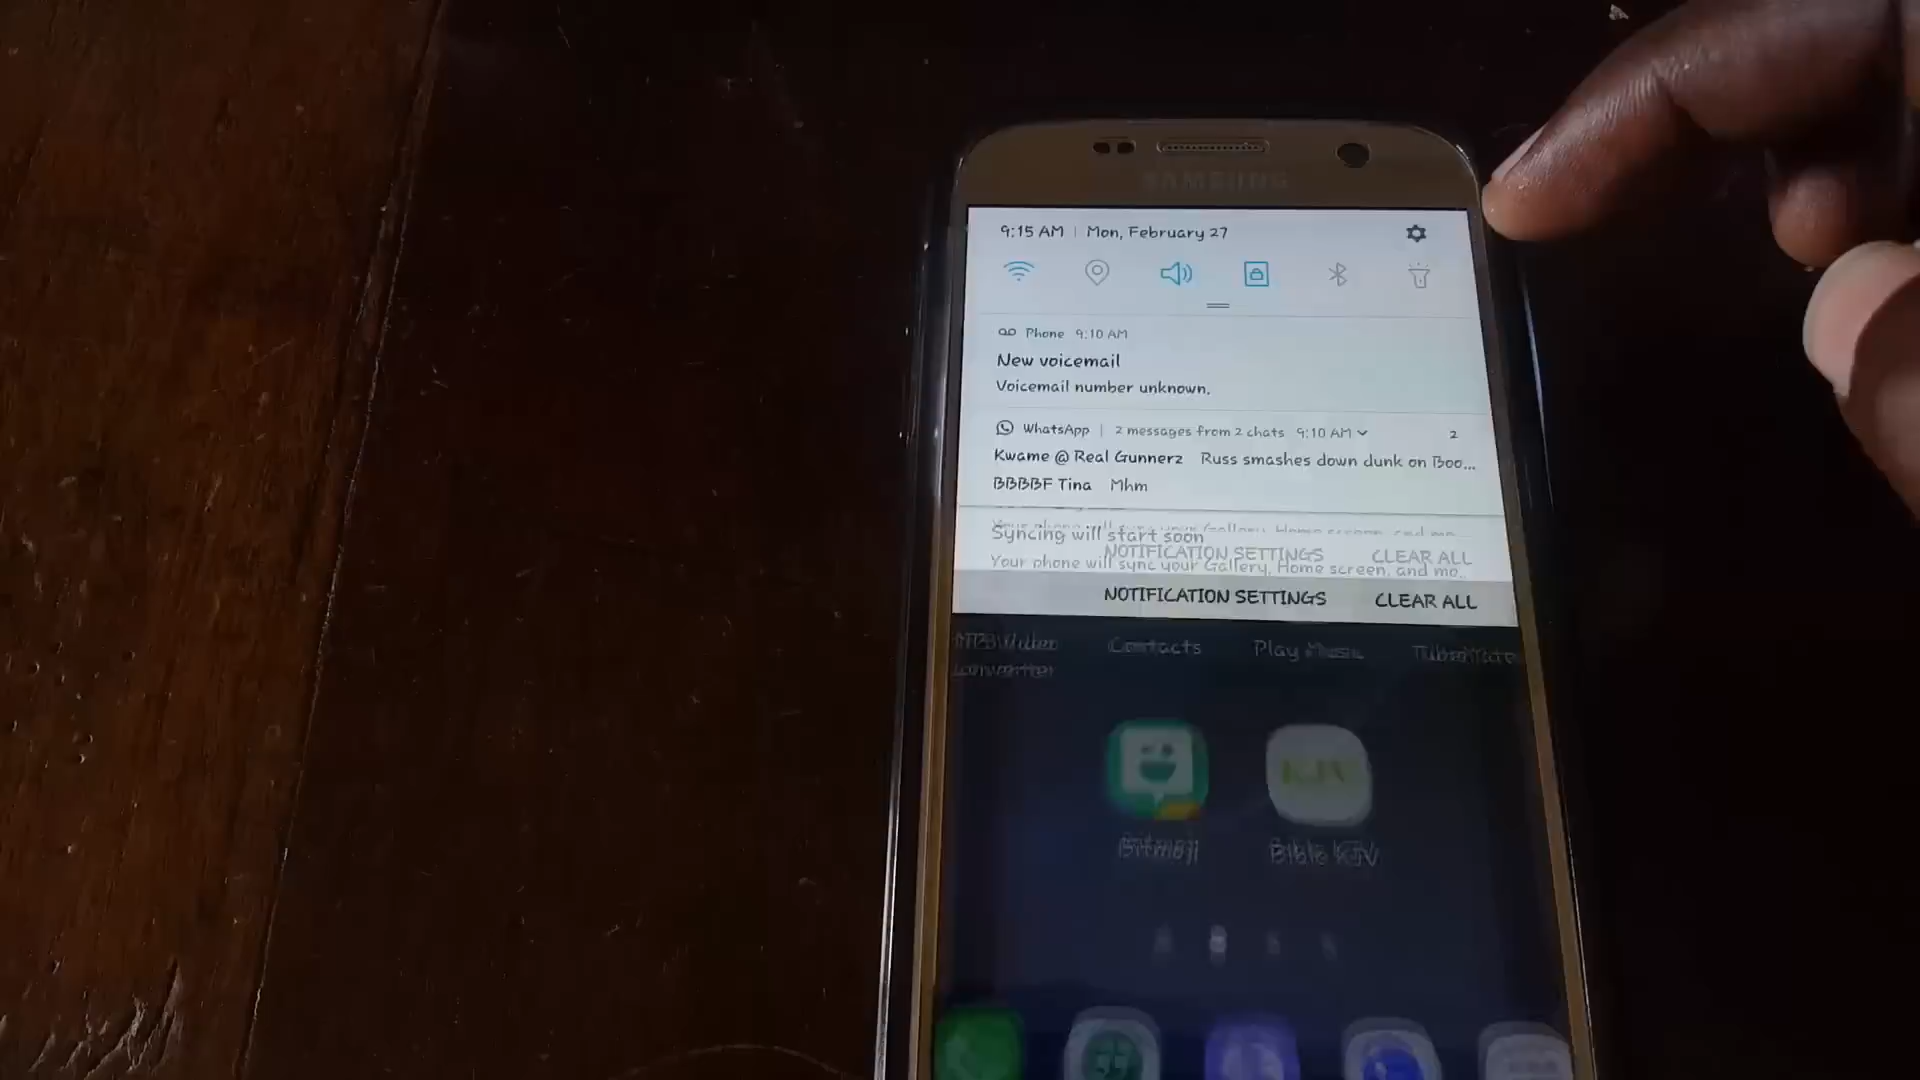 SAMSUNG
9:15 AM | Mon, February 27
Phone 9:10 AM
New voicemail
Voicemail number unknown.
WhatsApp | 2 messages from 2 chats 9:10 AM 2
Kwame @ Real Gunnerz Russ smashes down dunk on Boo...
BBBBF Tina Mhm
Syncing will start soon
NOTIFICATION SETTINGS CLEAR ALL
Your phone will sync your Gallery, Home screen, and mo...
NOTIFICATION SETTINGS CLEAR ALL
Contacts Play Music
converter
KJV
Bitmoji Bible KJV